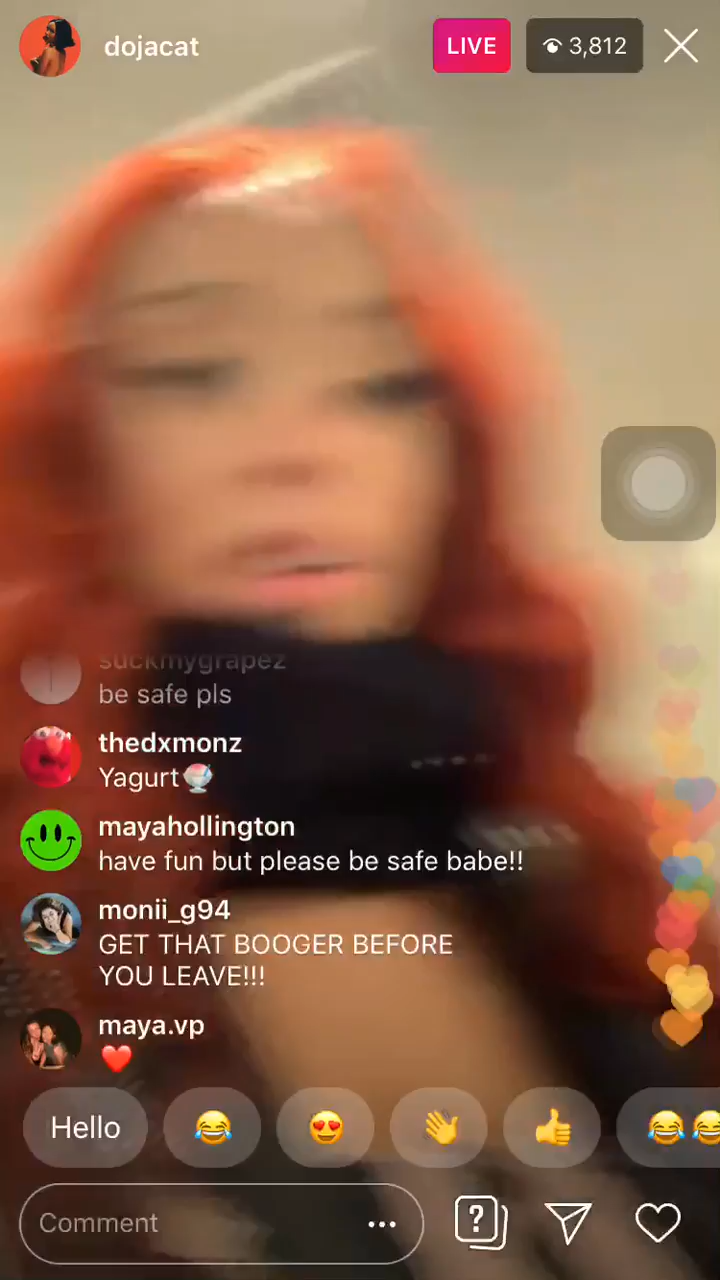 dojacat
LIVE
3,812
suckmygrapez
be safe pls
thedxmonz
Yagurt🍧
mayahollington
have fun but please be safe babe!!
monii_g94
GET THAT BOOGER BEFORE
YOU LEAVE!!!
maya.vp
❤️
Hello 😂 😍 👋 👍 😂😂
Comment
?